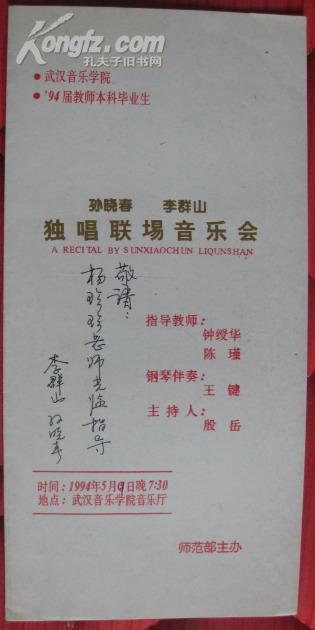 Kongfz.com
孔夫子旧书网
● 武汉音乐学院
● '94届教师本科毕业生
孙晓春 李群山
独唱联埸音乐会
A RECITAL BY SUNXIAOCHUN LIQUNSHAN
敬请:
杨珍珍老师光临指导
李群山 孙晓春
指导教师:
钟绶华
陈瑾
钢琴伴奏:
王键
主持人:
殷岳
时间:1994年5月9日晚7:30
地点:武汉音乐学院音乐厅
师范部主办